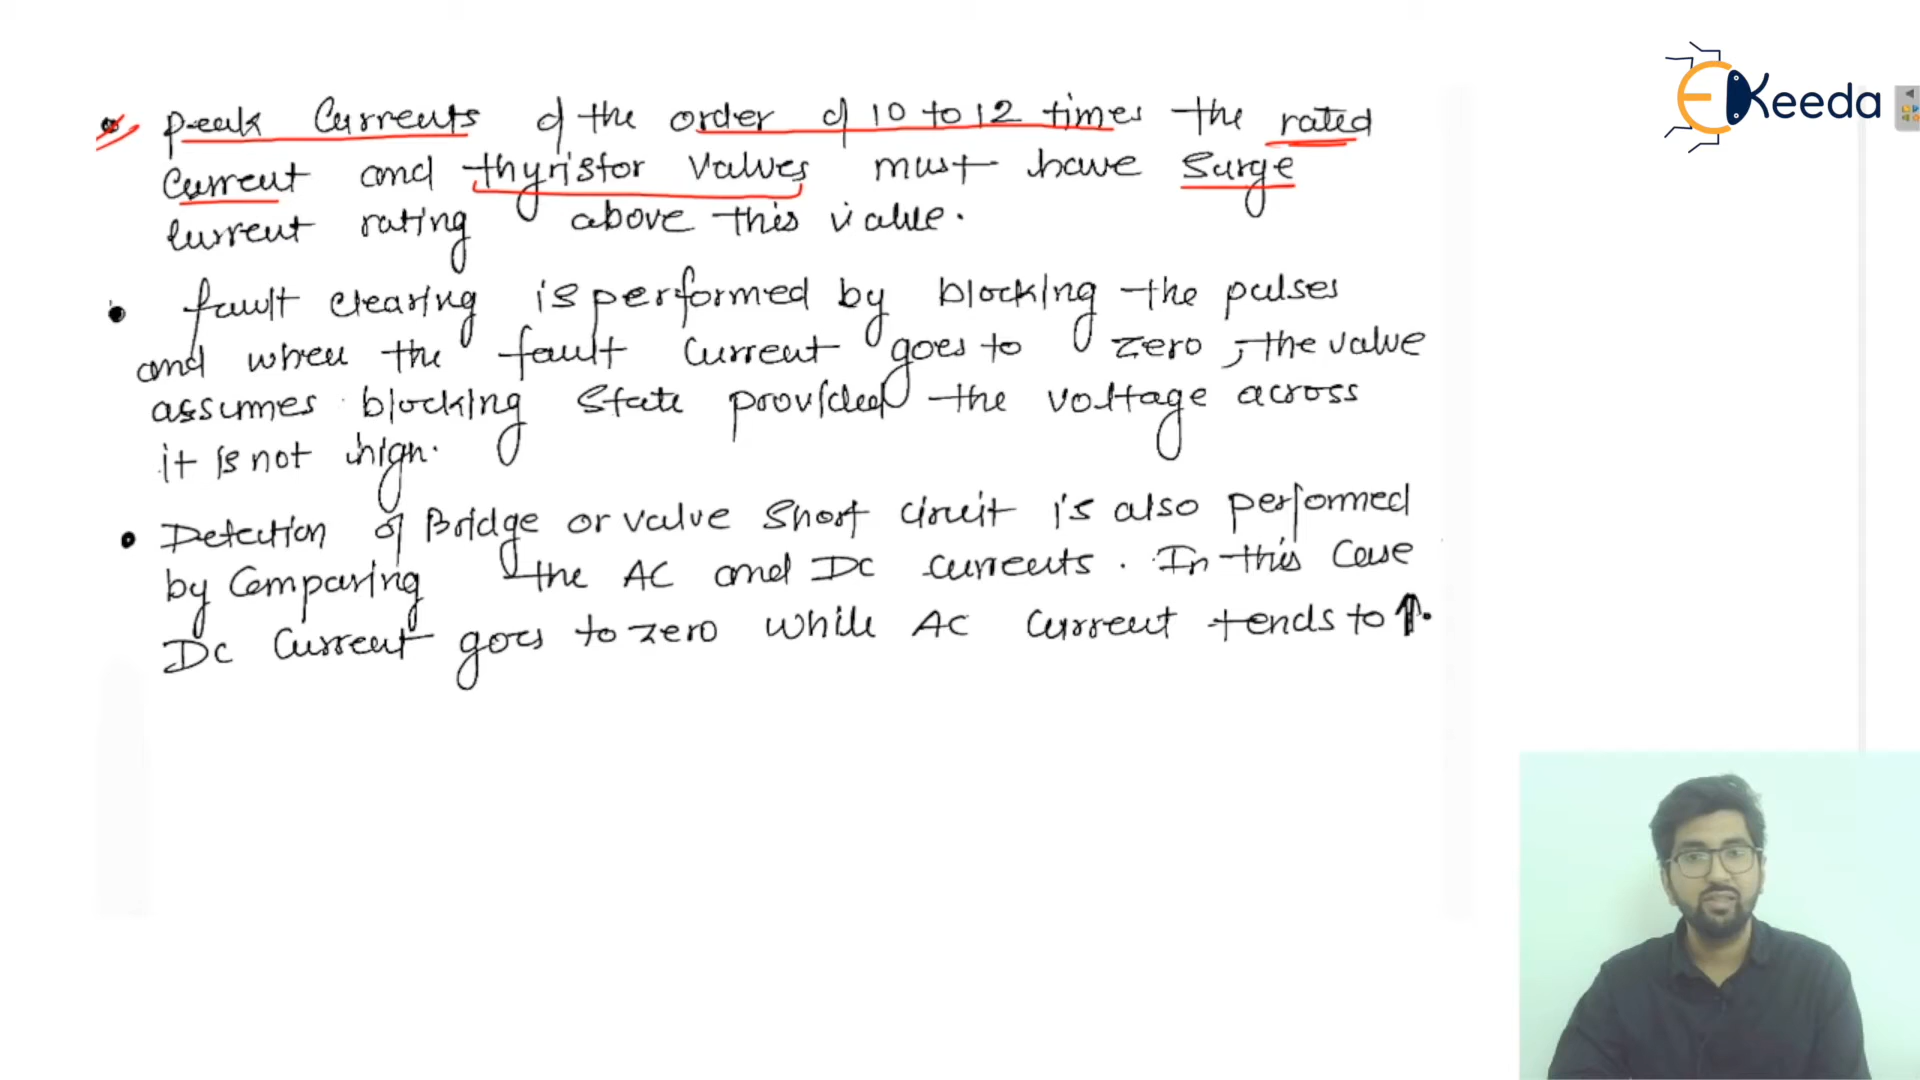 EKeeda
• Peak Currents of the order of 10 to 12 times the rated
Current and thyristor Valves must have Surge
Current rating above this value.
• fault clearing is performed by blocking the pulses
and when the fault current goes to zero, the valve
assumes blocking state provided the voltage across
it is not high.
• Detection of Bridge or valve Short circuit is also performed
by Comparing the AC and DC currents. In this Case
DC Current goes to zero while AC Current tends to ↑.